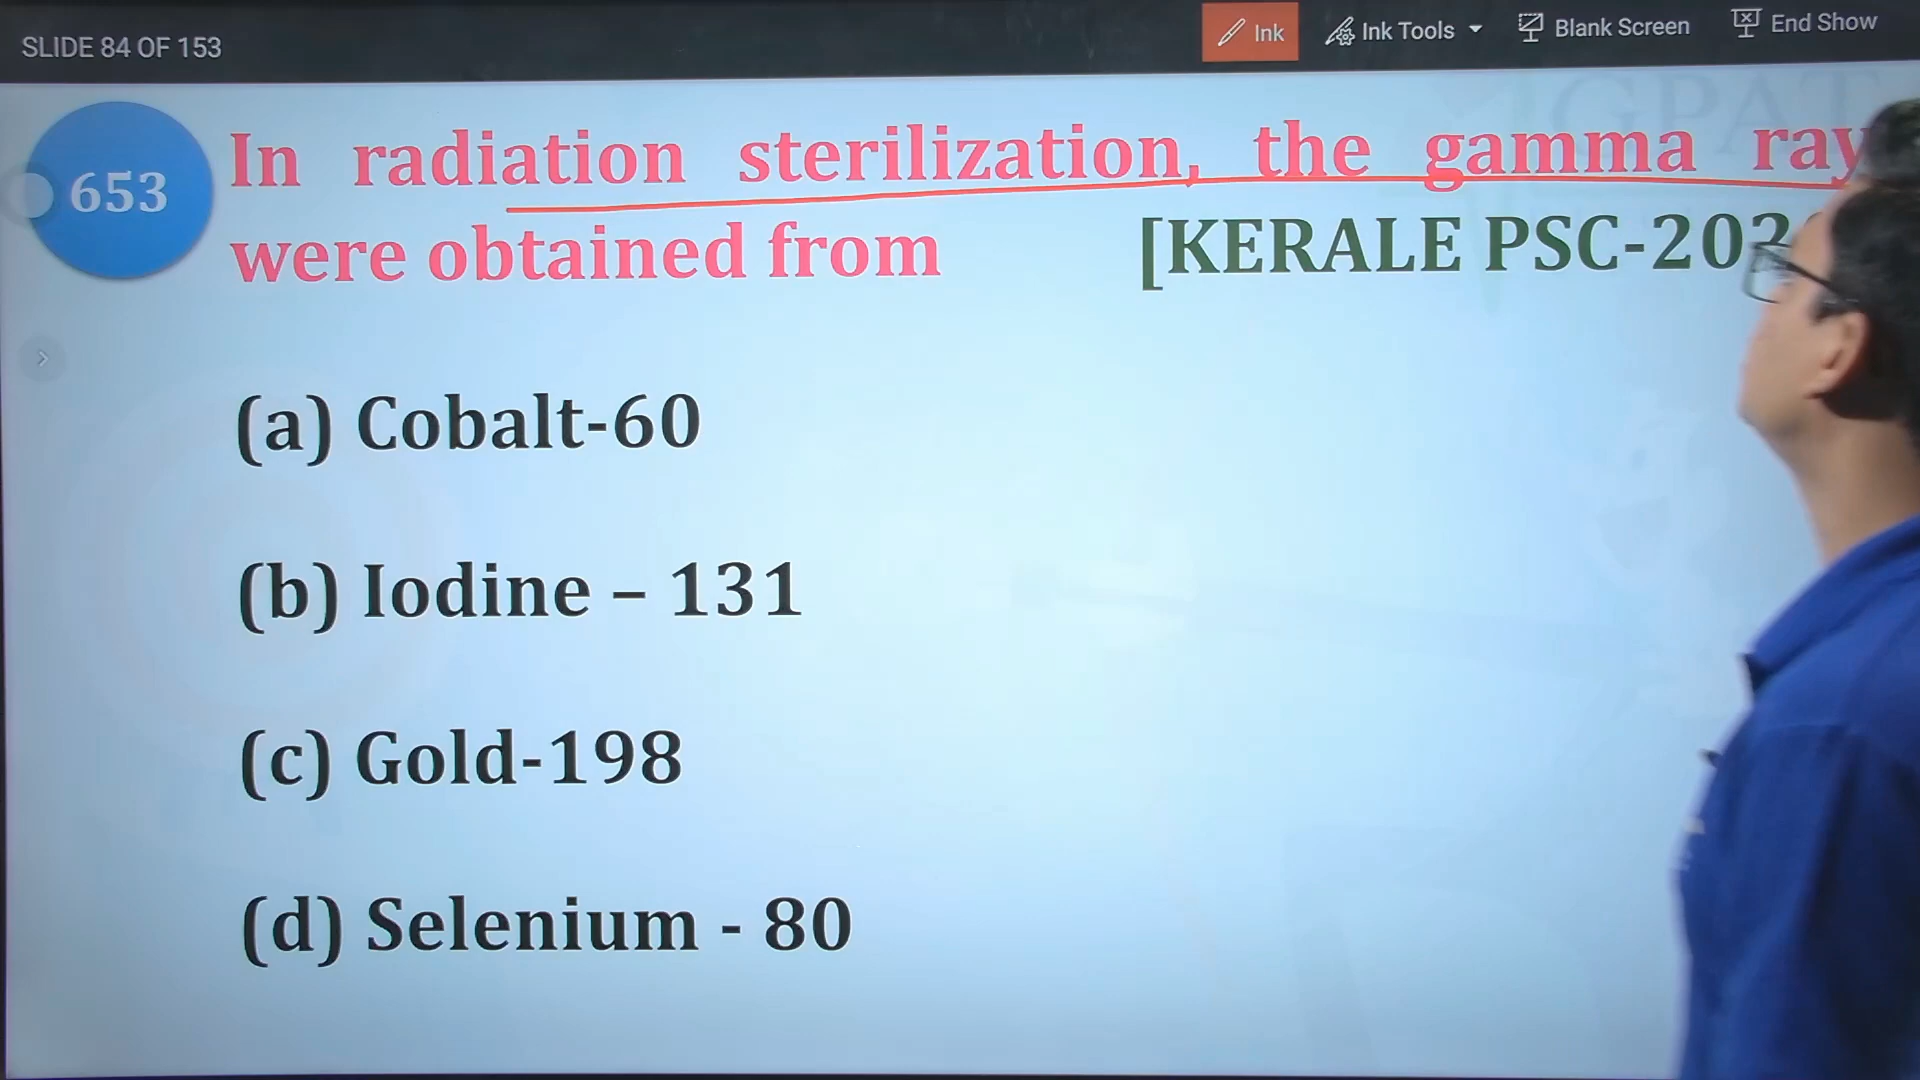 SLIDE 84 OF 153
Ink
Ink Tools
Blank Screen
End Show
GPAT
653
In radiation sterilization, the gamma ray
were obtained from [KERALE PSC-202
(a) Cobalt-60
(b) Iodine – 131
(c) Gold-198
(d) Selenium - 80